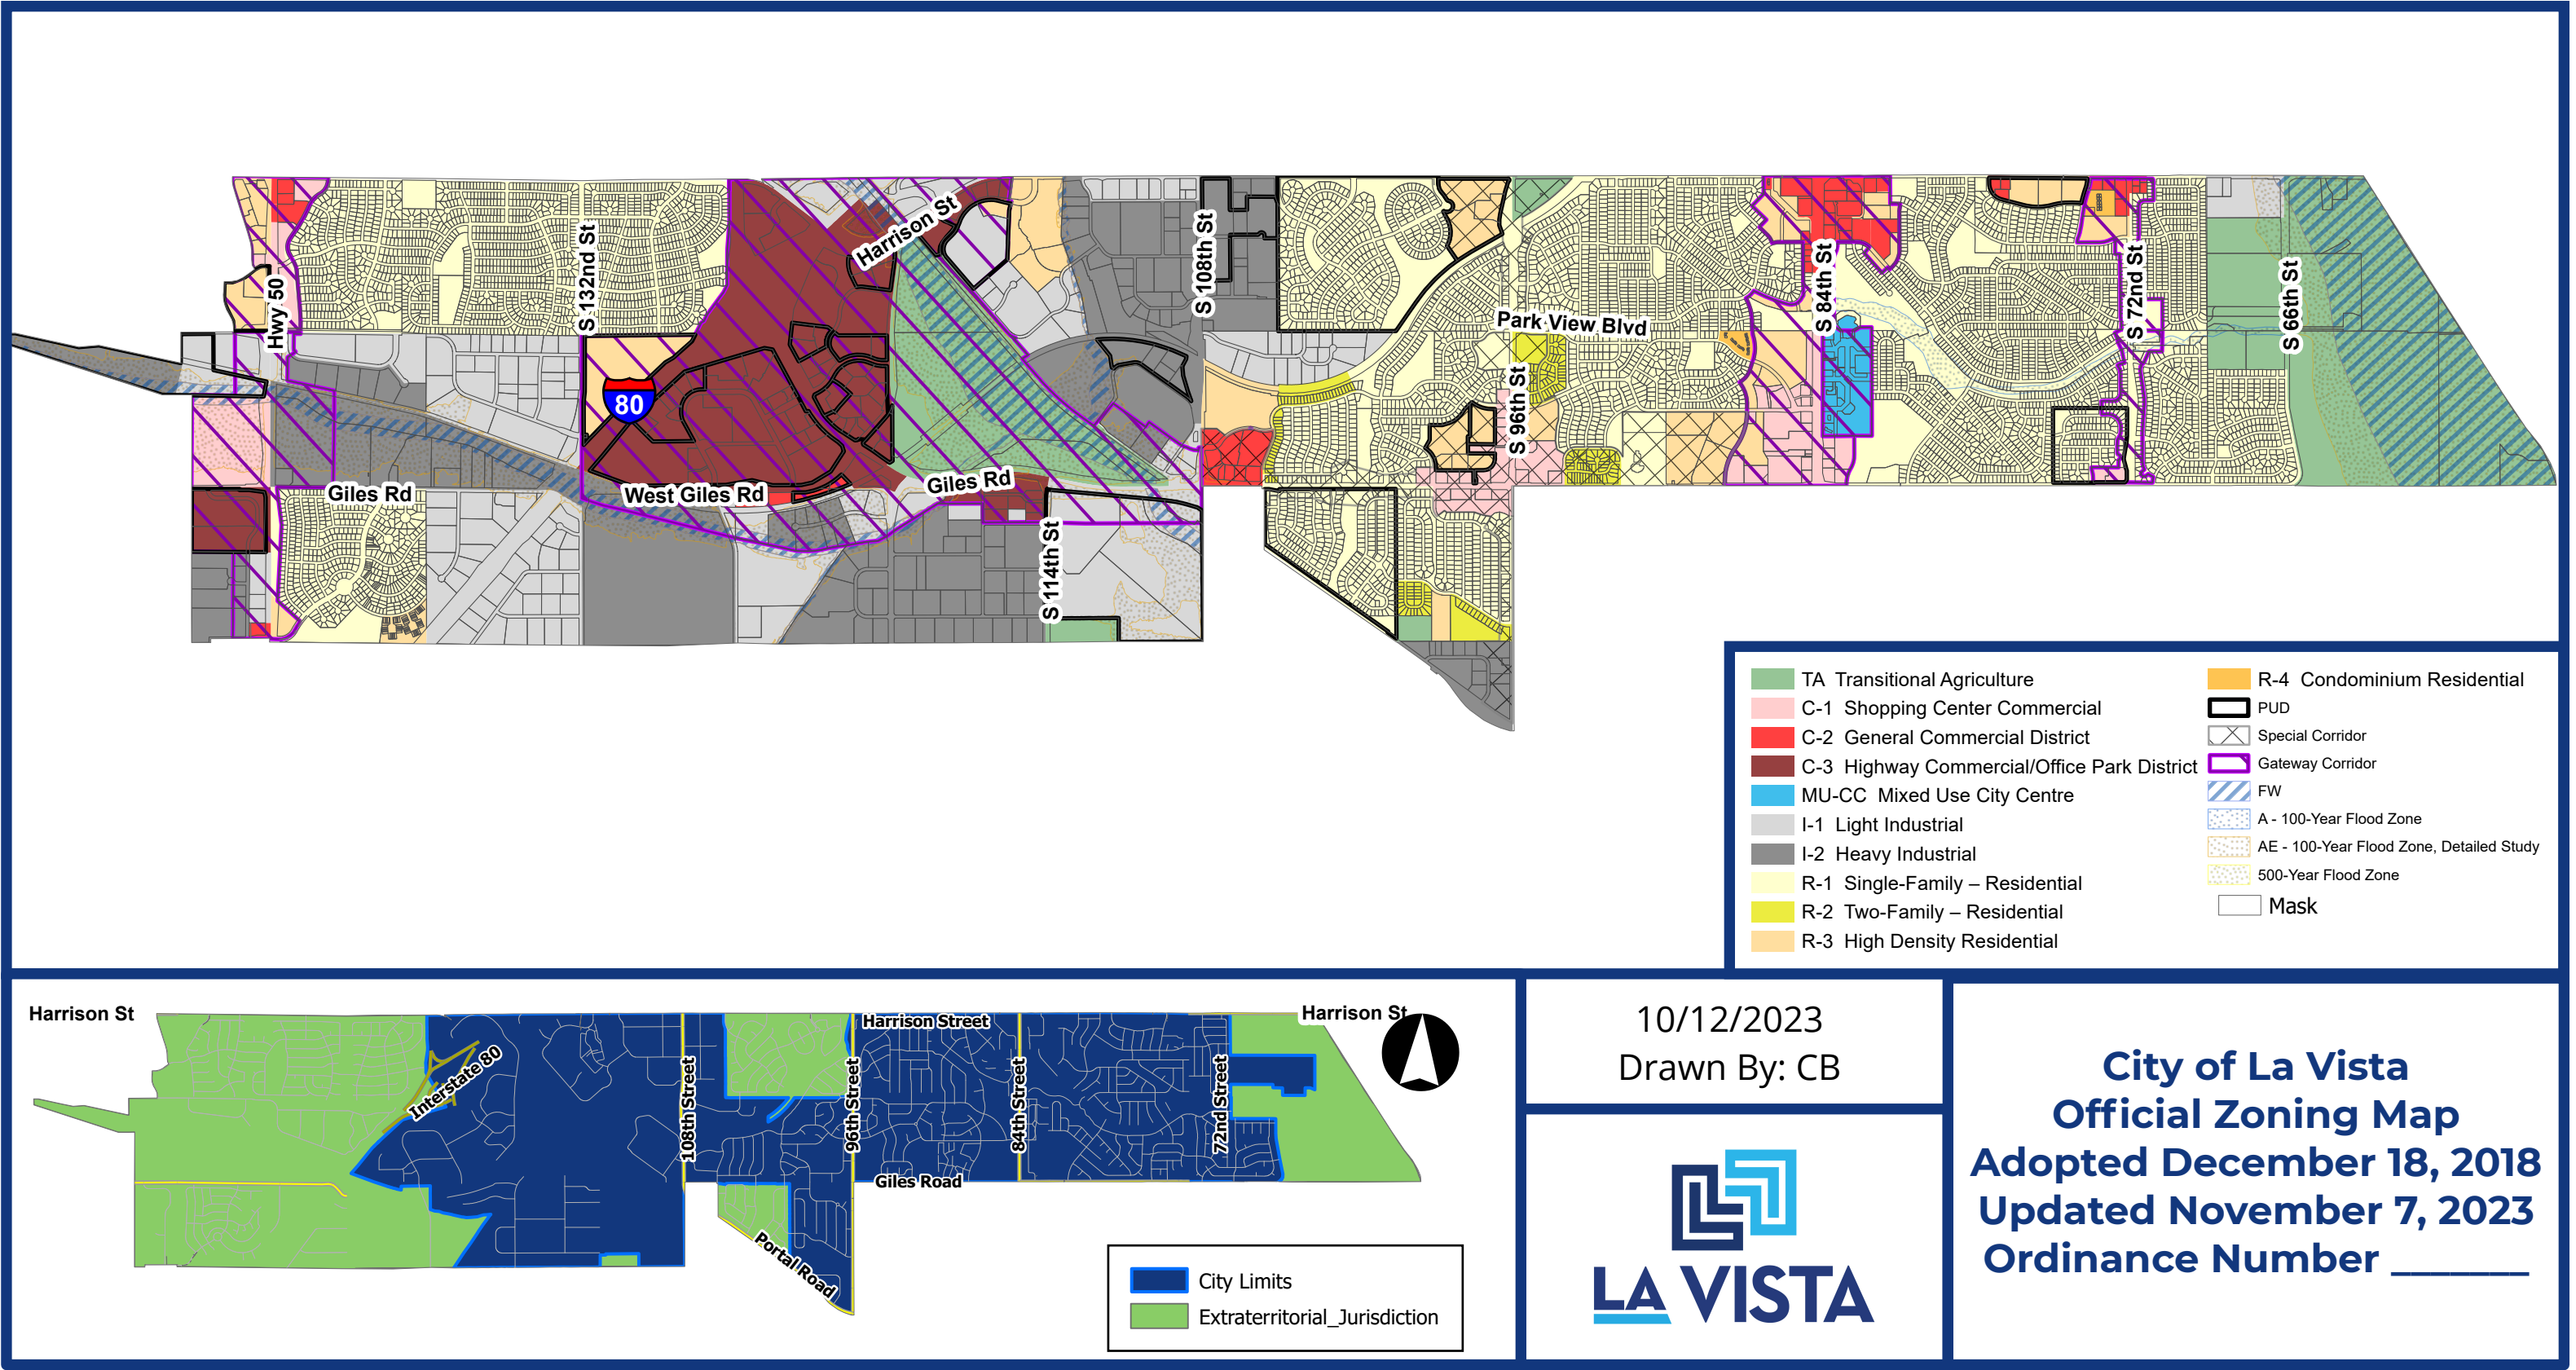 Harrison St
S 108th St
S 132nd St
Hwy 50
S 84th St
S 72nd St
S 66th St
Park View Blvd
S 96th St
80
Giles Rd
West Giles Rd
Giles Rd
S 114th St
TA Transitional Agriculture
C-1 Shopping Center Commercial
C-2 General Commercial District
C-3 Highway Commercial/Office Park District
MU-CC Mixed Use City Centre
I-1 Light Industrial
I-2 Heavy Industrial
R-1 Single-Family – Residential
R-2 Two-Family – Residential
R-3 High Density Residential
R-4 Condominium Residential
PUD
Special Corridor
Gateway Corridor
FW
A - 100-Year Flood Zone
AE - 100-Year Flood Zone, Detailed Study
500-Year Flood Zone
Mask
Harrison St
Harrison Street
Harrison St
Interstate 80
108th Street
96th Street
84th Street
72nd Street
Giles Road
Portal Road
City Limits
Extraterritorial_Jurisdiction
10/12/2023
Drawn By: CB
LA VISTA
City of La Vista
Official Zoning Map
Adopted December 18, 2018
Updated November 7, 2023
Ordinance Number _______